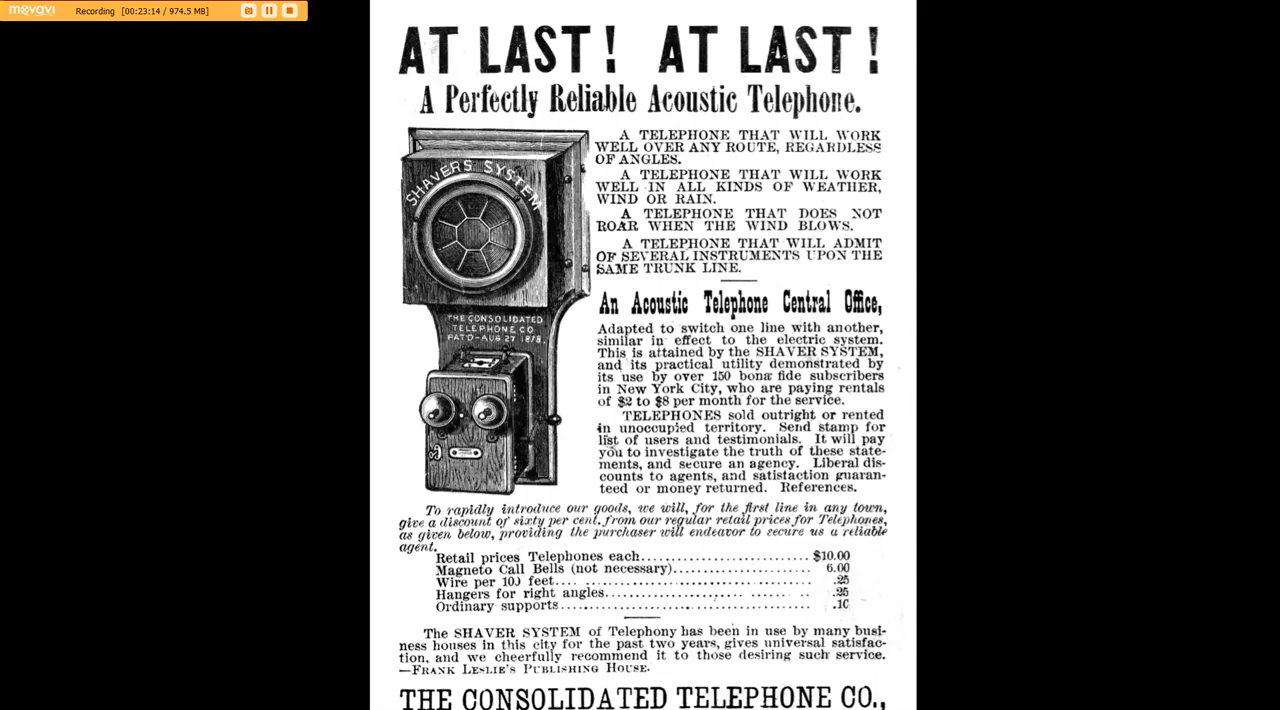 movavi
Recording [00:23:14 / 974.5 MB]
AT LAST! AT LAST!
A Perfectly Reliable Acoustic Telephone.
SHAVERS SYSTEM
THE CONSOLIDATED
TELEPHONE CO
PAT'D-AUG 27 1878.
A TELEPHONE THAT WILL WORK
WELL OVER ANY ROUTE, REGARDLESS
OF ANGLES.
A TELEPHONE THAT WILL WORK
WELL IN ALL KINDS OF WEATHER,
WIND OR RAIN.
A TELEPHONE THAT DOES NOT
ROAR WHEN THE WIND BLOWS.
A TELEPHONE THAT WILL ADMIT
OF SEVERAL INSTRUMENTS UPON THE
SAME TRUNK LINE.
An Acoustic Telephone Central Office,
Adapted to switch one line with another,
similar in effect to the electric system.
This is attained by the SHAVER SYSTEM,
and its practical utility demonstrated by
its use by over 150 bona fide subscribers
in New York City, who are paying rentals
of $2 to $8 per month for the service.
TELEPHONES sold outright or rented
in unoccupied territory. Send stamp for
list of users and testimonials. It will pay
you to investigate the truth of these state-
ments, and secure an agency. Liberal dis-
counts to agents, and satisfaction guaran-
teed or money returned. References.
To rapidly introduce our goods, we will, for the first line in any town,
give a discount of sixty per cent. from our regular retail prices for Telephones,
as given below, providing the purchaser will endeavor to secure us a reliable
agent.
Retail prices Telephones each........................... $10.00
Magneto Call Bells (not necessary)...................... 6.00
Wire per 100 feet.... .................................. .25
Hangers for right angles................ ....... .. .25
Ordinary supports....................................... .10
The SHAVER SYSTEM of Telephony has been in use by many busi-
ness houses in this city for the past two years, gives universal satisfac-
tion, and we cheerfully recommend it to those desiring such service.
—FRANK LESLIE'S PUBLISHING HOUSE.
THE CONSOLIDATED TELEPHONE CO.,